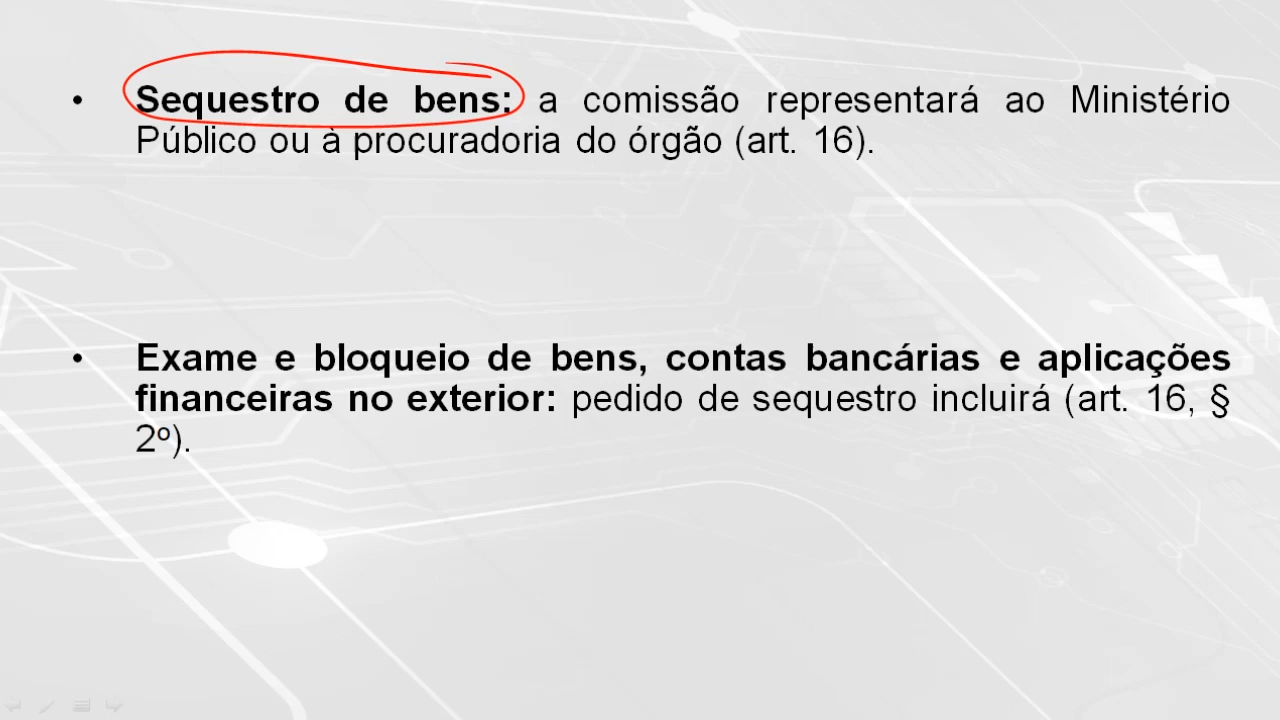 • Sequestro de bens: a comissão representará ao Ministério
Público ou à procuradoria do órgão (art. 16).
• Exame e bloqueio de bens, contas bancárias e aplicações
financeiras no exterior: pedido de sequestro incluirá (art. 16, §
2º).